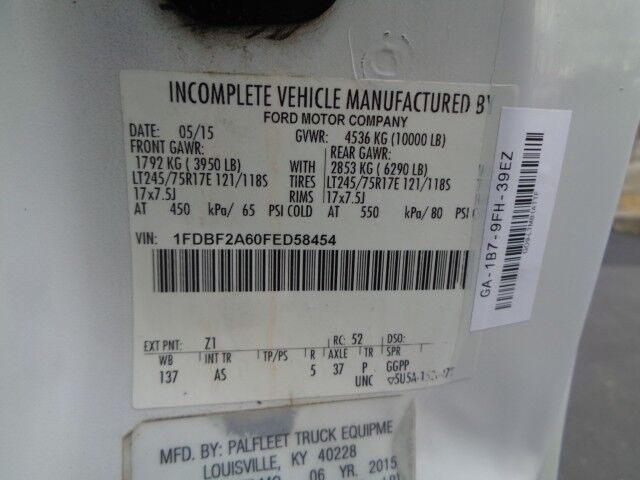 INCOMPLETE VEHICLE MANUFACTURED BY
FORD MOTOR COMPANY
DATE: 05/15 GVWR: 4536 KG (10000 LB)
FRONT GAWR: REAR GAWR:
1792 KG ( 3950 LB) WITH 2853 KG ( 6290 LB)
LT245/75R17E 121/118S TIRES LT245/75R17E 121/118S
17x7.5J RIMS 17x7.5J
AT 450 kPa/ 65 PSI COLD AT 550 kPa/ 80 PSI
VIN: 1FDBF2A60FED58454
EXT PNT: Z1 RC: 52 DSO:
WB INT TR TP/PS R AXLE TR SPR
137 AS 5 37 P GGPP
UNC
GA-1B7-9FH-39EZ
MFD. BY: PALFLEET TRUCK EQUIPME
LOUISVILLE, KY 40228
06 YR. 2015